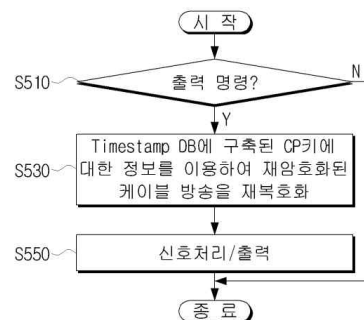 시 작
S510
출력 명령?
N
Y
S530
Timestamp DB에 구축된 CP키에
대한 정보를 이용하여 재암호화된
케이블 방송을 재복호화
S550
신호처리/출력
종 료